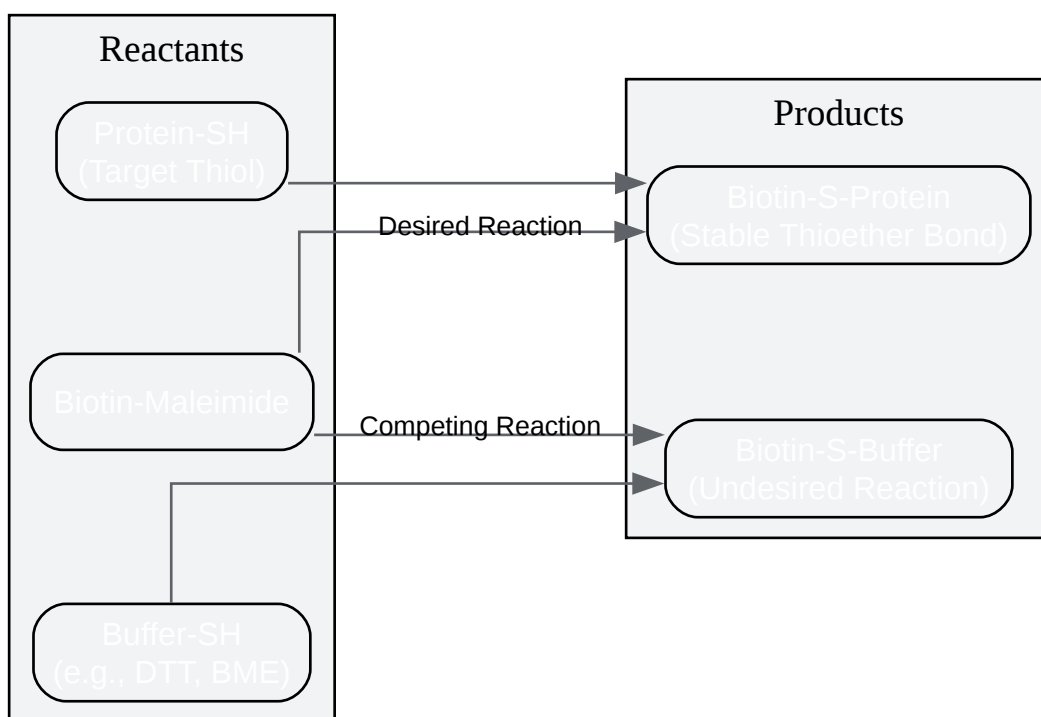 Reactants
Protein-SH
(Target Thiol)
Biotin-Maleimide
Buffer-SH
(e.g., DTT, BME)
Desired Reaction
Competing Reaction
Products
Biotin-S-Protein
(Stable Thioether Bond)
Biotin-S-Buffer
(Undesired Reaction)